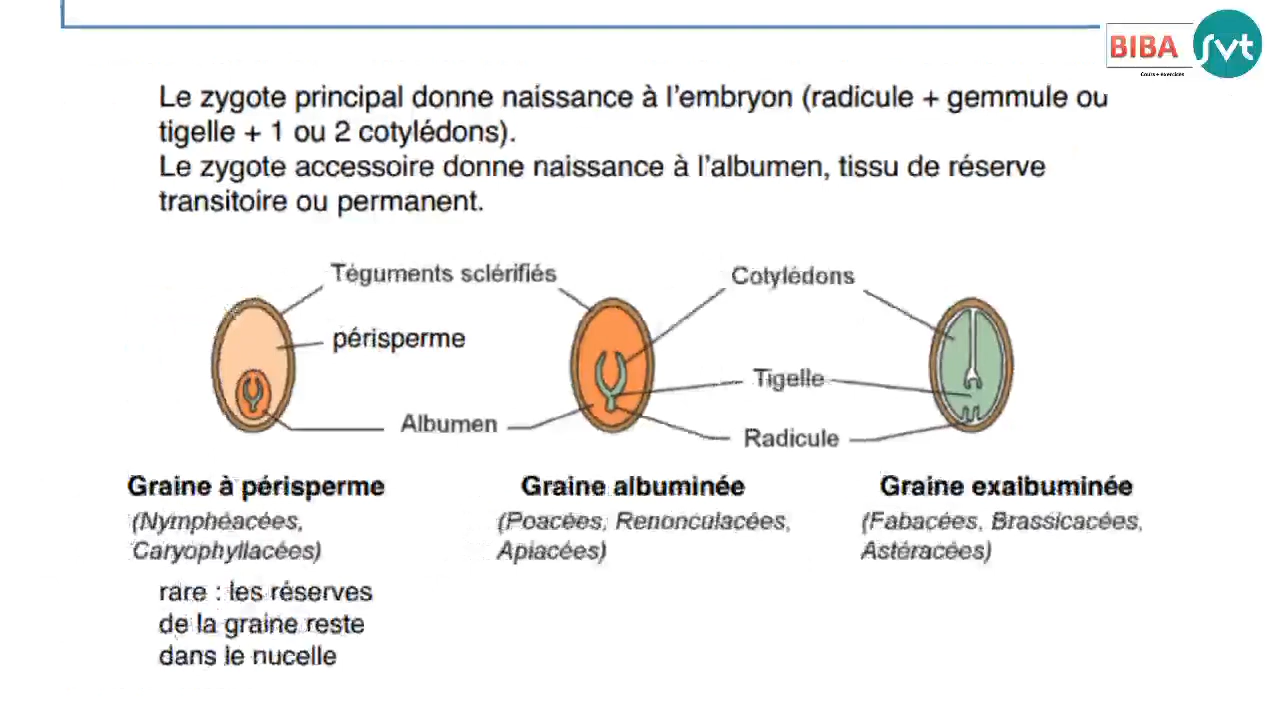 BIBA
svt
Cours + exercices
Le zygote principal donne naissance à l'embryon (radicule + gemmule ou
tigelle + 1 ou 2 cotylédons).
Le zygote accessoire donne naissance à l'albumen, tissu de réserve
transitoire ou permanent.
Téguments sclérifiés
Cotylédons
périsperme
Tigelle
Albumen
Radicule
Graine à périsperme
Graine albuminée
Graine exalbuminée
(Nymphéacées,
Caryophyllacées)
(Poacées, Renonculacées,
Apiacées)
(Fabacées, Brassicacées,
Astéracées)
rare : les réserves
de la graine reste
dans le nucelle